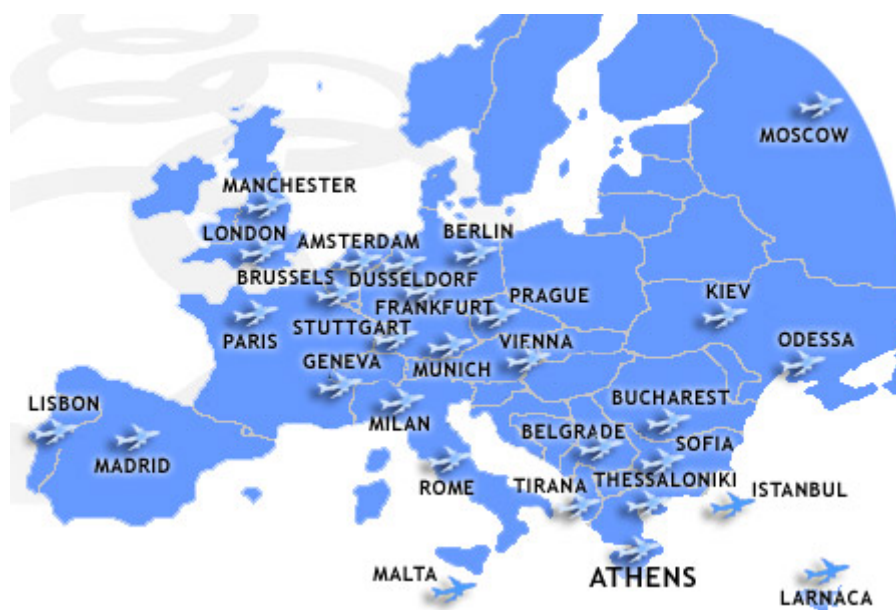 MOSCOW
MANCHESTER
LONDON
AMSTERDAM
BERLIN
BRUSSELS
DUSSELDORF
FRANKFURT
PRAGUE
KIEV
PARIS
STUTTGART
VIENNA
ODESSA
GENEVA
MUNICH
BUCHAREST
LISBON
MILAN
BELGRADE
SOFIA
MADRID
ROME
TIRANA
THESSALONIKI
ISTANBUL
MALTA
ATHENS
LARNÁCA